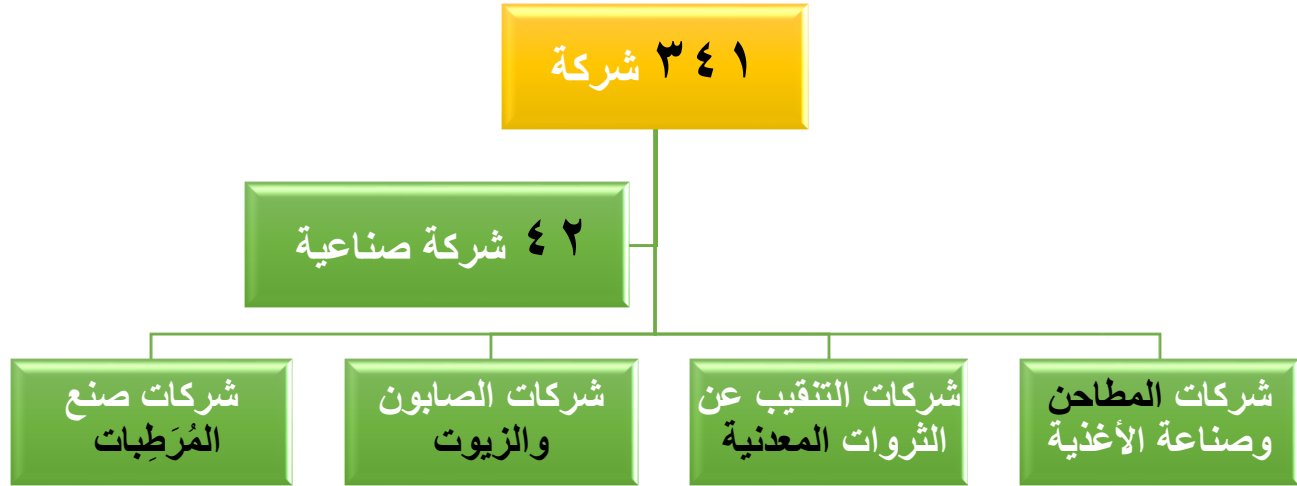 ٣٤١ شركة
٤٢ شركة صناعية
شركات المطاحن
وصناعة الأغذية
شركات التنقيب عن
الثروات المعدنية
شركات الصابون
والزيوت
شركات صنع
المُرَطِبات